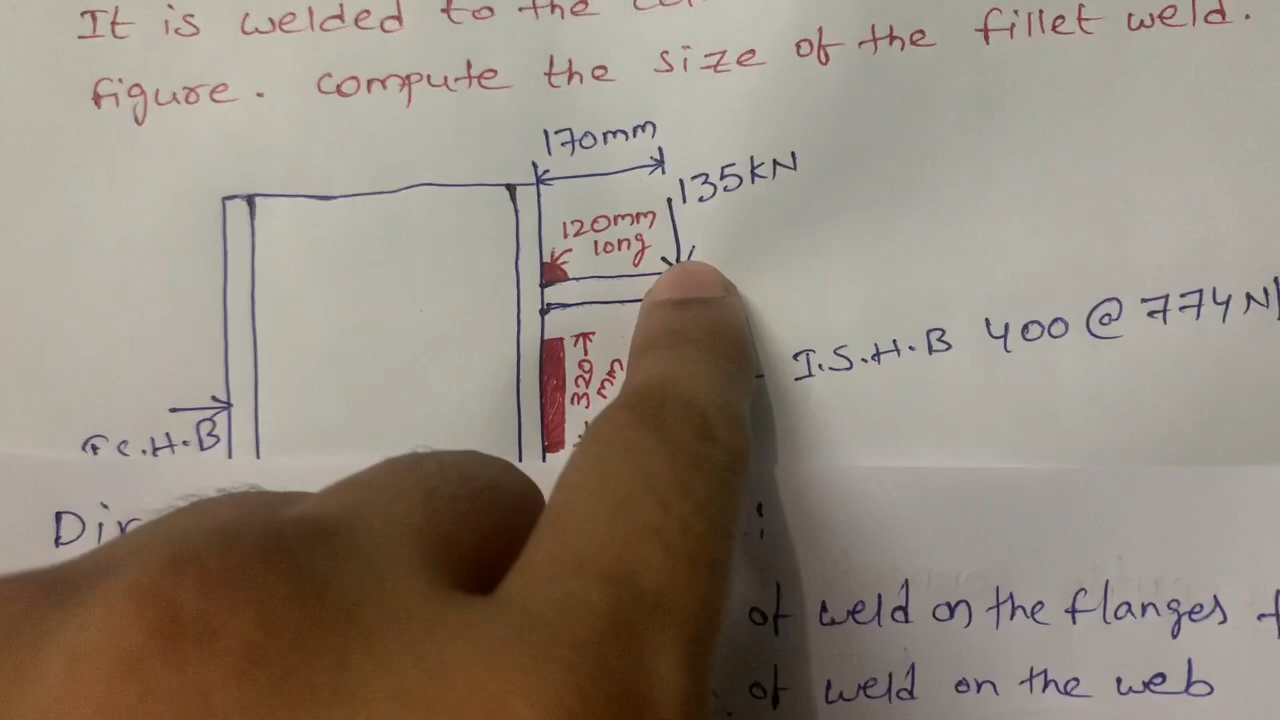 It is welded to the
figure. compute the size of the fillet weld.
170mm
135KN
120mm
long
320
mm
I.S.H.B 400 @ 774N/
H.B
:
of weld on the flanges
of weld on the web